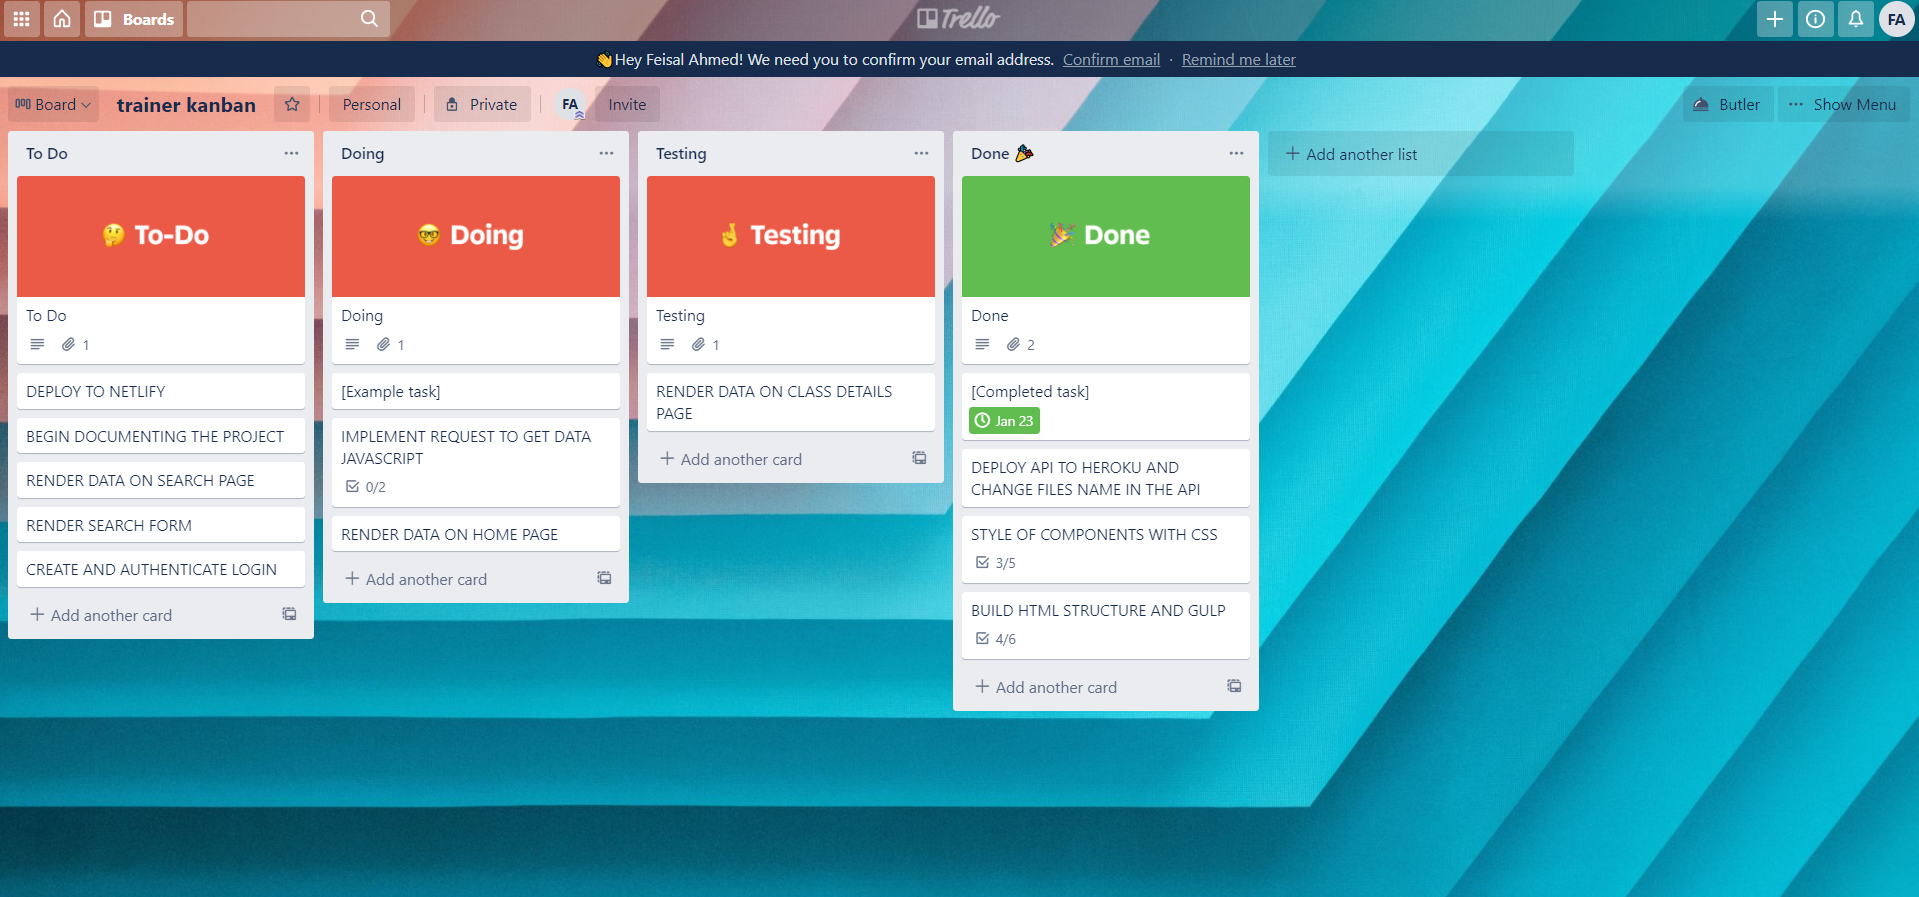 Boards
Trello
FA
👋Hey Feisal Ahmed! We need you to confirm your email address. Confirm email · Remind me later
Board
trainer kanban
Personal
Private
FA
Invite
Butler
··· Show Menu
To Do
🤔 To-Do
To Do
1
DEPLOY TO NETLIFY
BEGIN DOCUMENTING THE PROJECT
RENDER DATA ON SEARCH PAGE
RENDER SEARCH FORM
CREATE AND AUTHENTICATE LOGIN
+ Add another card
Doing
🤓 Doing
Doing
1
[Example task]
IMPLEMENT REQUEST TO GET DATA
JAVASCRIPT
0/2
RENDER DATA ON HOME PAGE
+ Add another card
Testing
🤞 Testing
Testing
1
RENDER DATA ON CLASS DETAILS
PAGE
+ Add another card
Done 🎉
🎉 Done
Done
2
[Completed task]
Jan 23
DEPLOY API TO HEROKU AND
CHANGE FILES NAME IN THE API
STYLE OF COMPONENTS WITH CSS
3/5
BUILD HTML STRUCTURE AND GULP
4/6
+ Add another card
+ Add another list